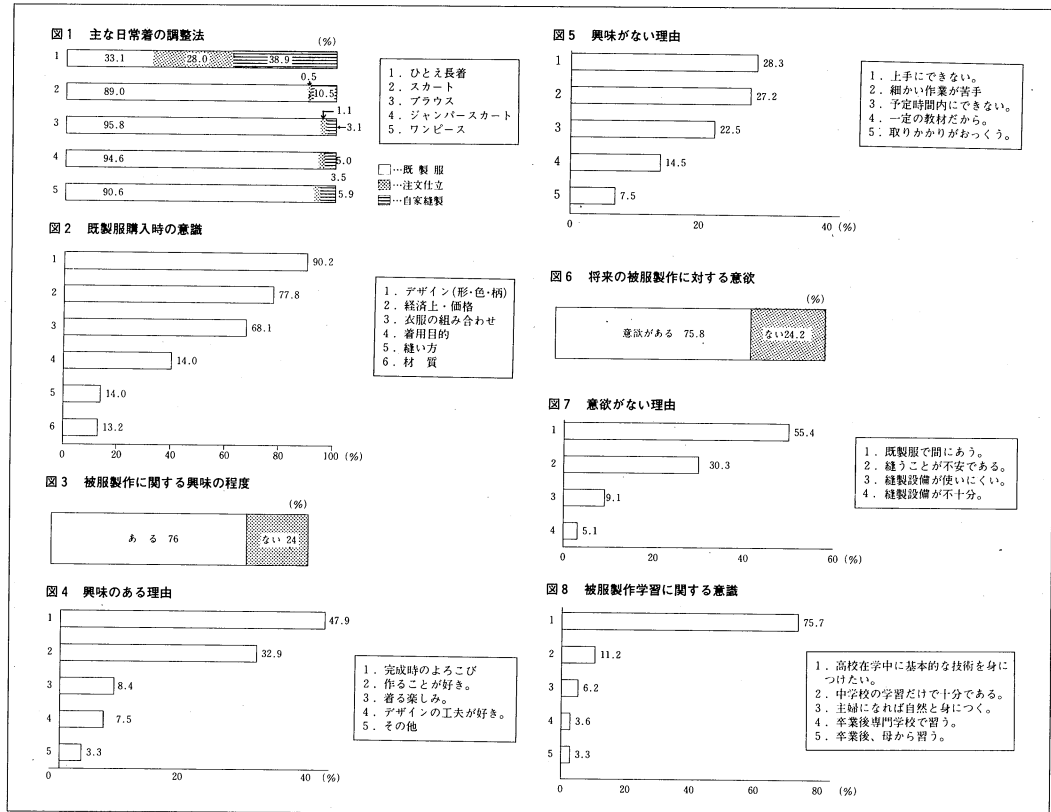 図1 主な日常着の調整法
(%)
1 33.1 28.0 38.9
0.5
2 89.0 10.5
1.1
3 95.8 3.1
4 94.6 5.0
3.5
5 90.6 5.9
1. ひとえ長着
2. スカート
3. ブラウス
4. ジャンパースカート
5. ワンピース
…既製服
…注文仕立
…自家縫製
図2 既製服購入時の意識
1 90.2
2 77.8
3 68.1
4 14.0
5 14.0
6 13.2
0 20 40 60 80 100 (%)
1. デザイン(形・色・柄)
2. 経済上・価格
3. 衣服の組み合わせ
4. 着用目的
5. 縫い方
6. 材質
図3 被服製作に関する興味の程度
(%)
ある 76 ない 24
図4 興味のある理由
1 47.9
2 32.9
3 8.4
4 7.5
5 3.3
0 20 40 (%)
1. 完成時のよろこび
2. 作ることが好き。
3. 着る楽しみ。
4. デザインの工夫が好き。
5. その他
図5 興味がない理由
1 28.3
2 27.2
3 22.5
4 14.5
5 7.5
0 20 40 (%)
1. 上手にできない。
2. 細かい作業が苦手
3. 予定時間内にできない。
4. 一定の教材だから。
5. 取りかかりがおっくう。
図6 将来の被服製作に対する意欲
(%)
意欲がある 75.8 ない24.2
図7 意欲がない理由
1 55.4
2 30.3
3 9.1
4 5.1
0 20 40 60 (%)
1. 既製服で間にあう。
2. 縫うことが不安である。
3. 縫製設備が使いにくい。
4. 縫製設備が不十分。
図8 被服製作学習に関する意識
1 75.7
2 11.2
3 6.2
4 3.6
5 3.3
0 20 40 60 80 (%)
1. 高校在学中に基本的な技術を身に
つけたい。
2. 中学校の学習だけで十分である。
3. 主婦になれば自然と身につく。
4. 卒業後専門学校で習う。
5. 卒業後、母から習う。